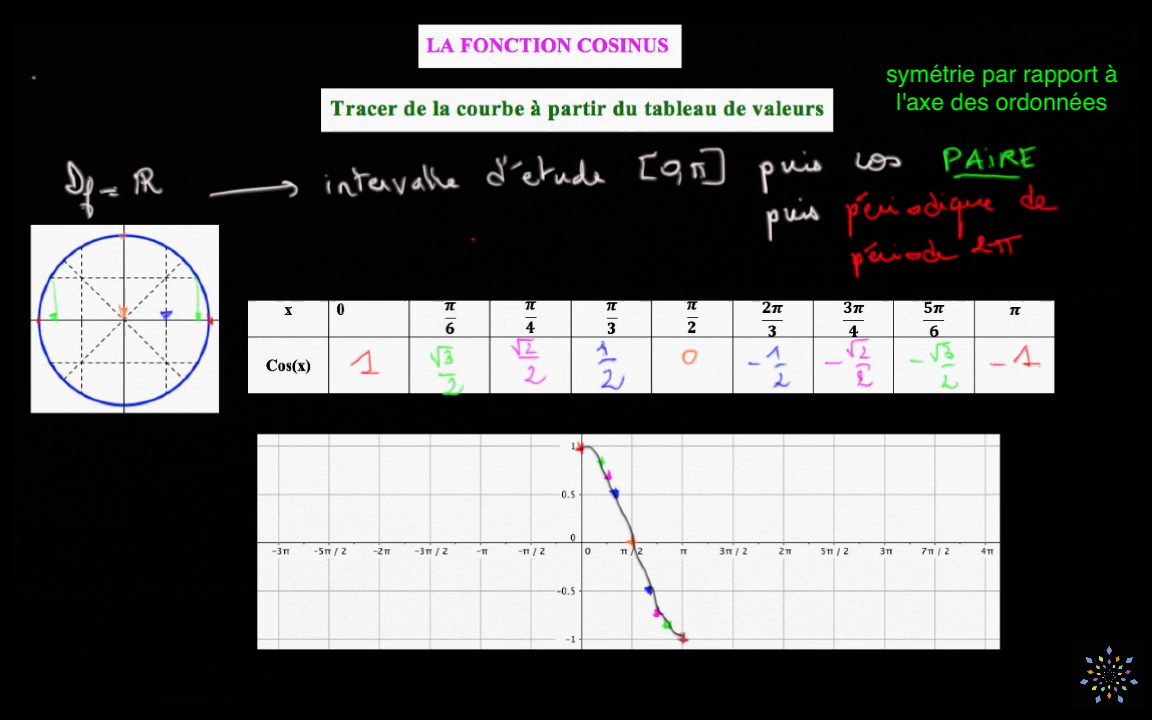 LA FONCTION COSINUS
symétrie par rapport à
l'axe des ordonnées
Tracer de la courbe à partir du tableau de valeurs
Df = ℝ → intervalle d'étude [0,π] puis cos PAIRE
puis périodique de
période 2π
x 0 π/6 π/4 π/3 π/2 2π/3 3π/4 5π/6 π
Cos(x) 1 √3/2 √2/2 1/2 0 -1/2 -√2/2 -√3/2 -1
1
0.5
0
-3π -5π / 2 -2π -3π / 2 -π -π / 2 0 π / 2 π 3π / 2 2π 5π / 2 3π 7π / 2 4π
-0.5
-1